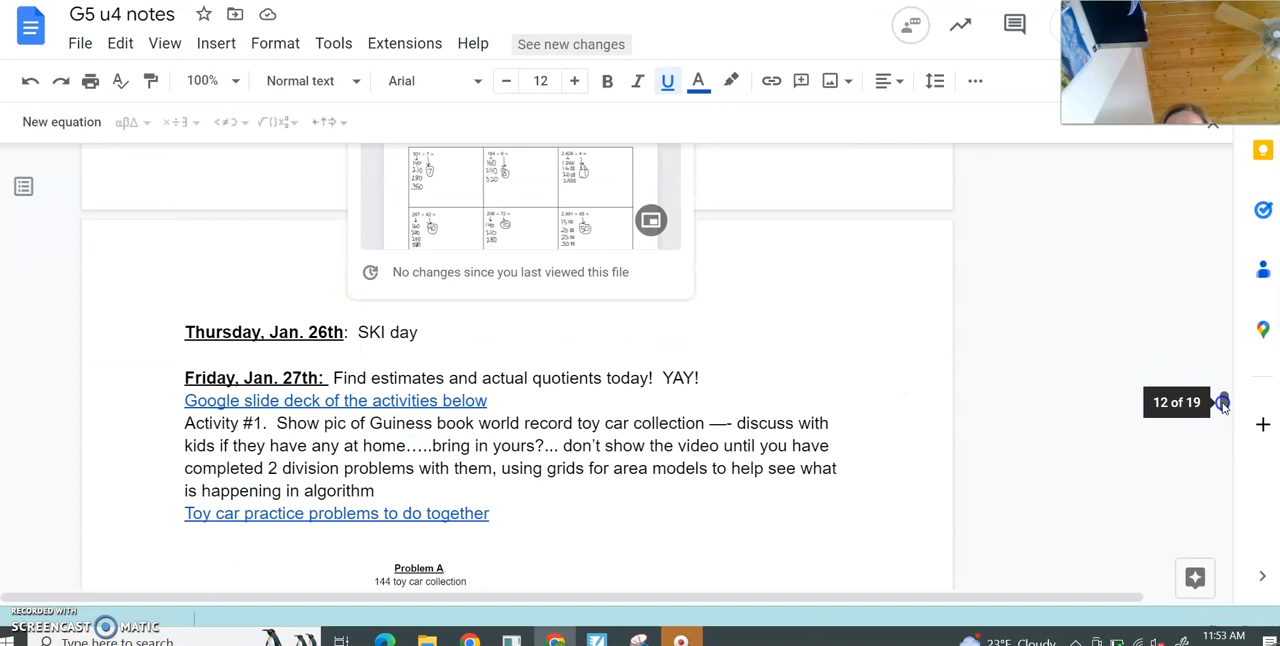 G5 u4 notes
File Edit View Insert Format Tools Extensions Help See new changes
100% Normal text Arial 12 B I U A
New equation
No changes since you last viewed this file
Thursday, Jan. 26th: SKI day
Friday, Jan. 27th: Find estimates and actual quotients today! YAY!
Google slide deck of the activities below
Activity #1. Show pic of Guiness book world record toy car collection —- discuss with
kids if they have any at home…..bring in yours?... don't show the video until you have
completed 2 division problems with them, using grids for area models to help see what
is happening in algorithm
Toy car practice problems to do together
Problem A
144 toy car collection
12 of 19
RECORDED WITH
SCREENCAST MATIC
Type here to search
23°F Cloudy
11:53 AM